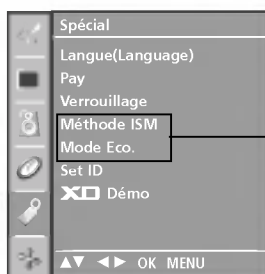 Spécial
Langue(Language)
Pay
Verrouillage
Méthode ISM
Mode Eco.
Set ID
XD Démo
▲▼ ◄► OK MENU